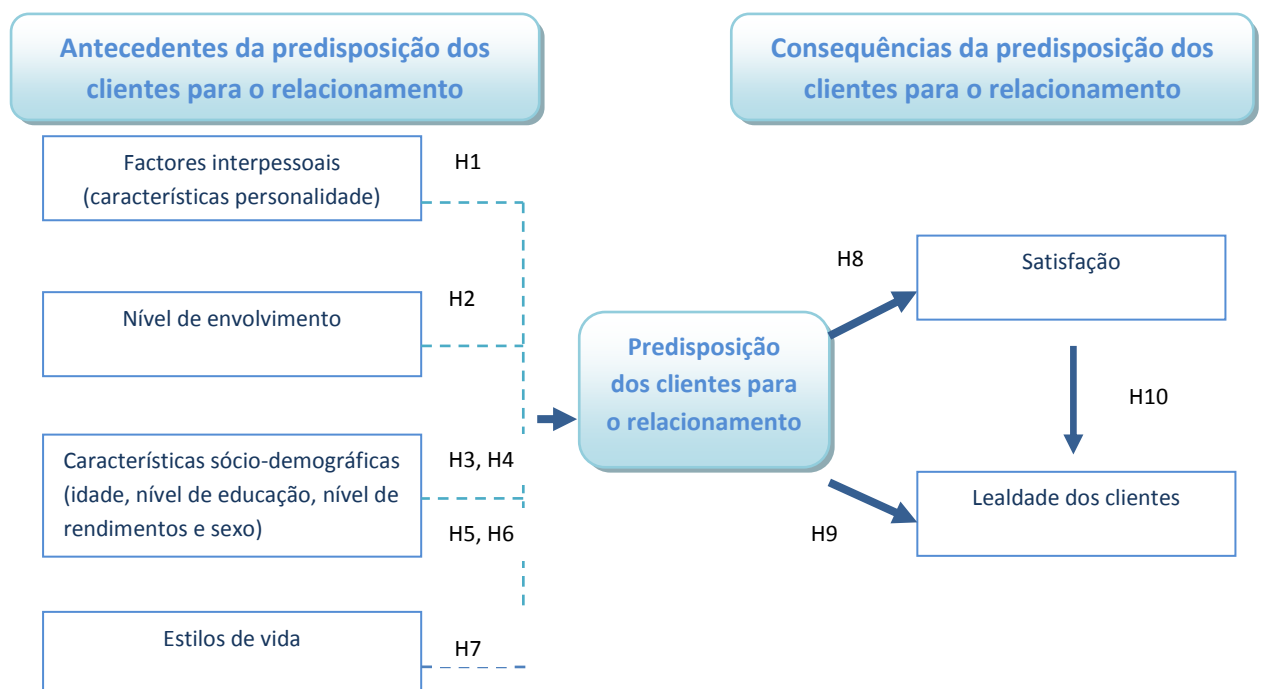 Antecedentes da predisposição dos
clientes para o relacionamento
Consequências da predisposição dos
clientes para o relacionamento
Factores interpessoais
(características personalidade)
H1
Nível de envolvimento
H2
Características sócio-demográficas
(idade, nível de educação, nível de
rendimentos e sexo)
H3, H4
H5, H6
Estilos de vida
H7
Predisposição
dos clientes para
o relacionamento
H8
Satisfação
H10
H9
Lealdade dos clientes